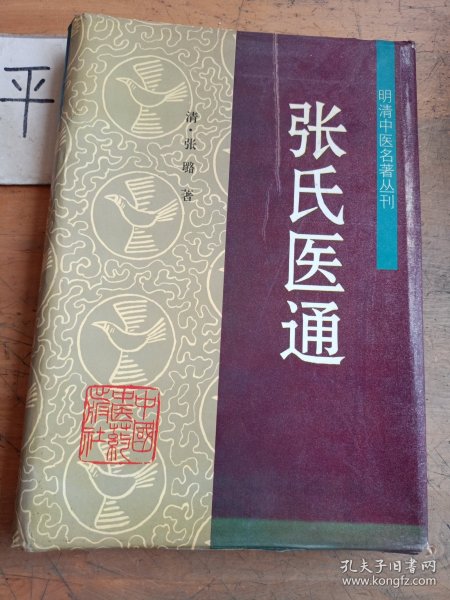 平
明清中医名著丛刊
张氏医通
清·张璐著
中國
中医药
出版社
孔夫子旧书网
www.kongfz.com